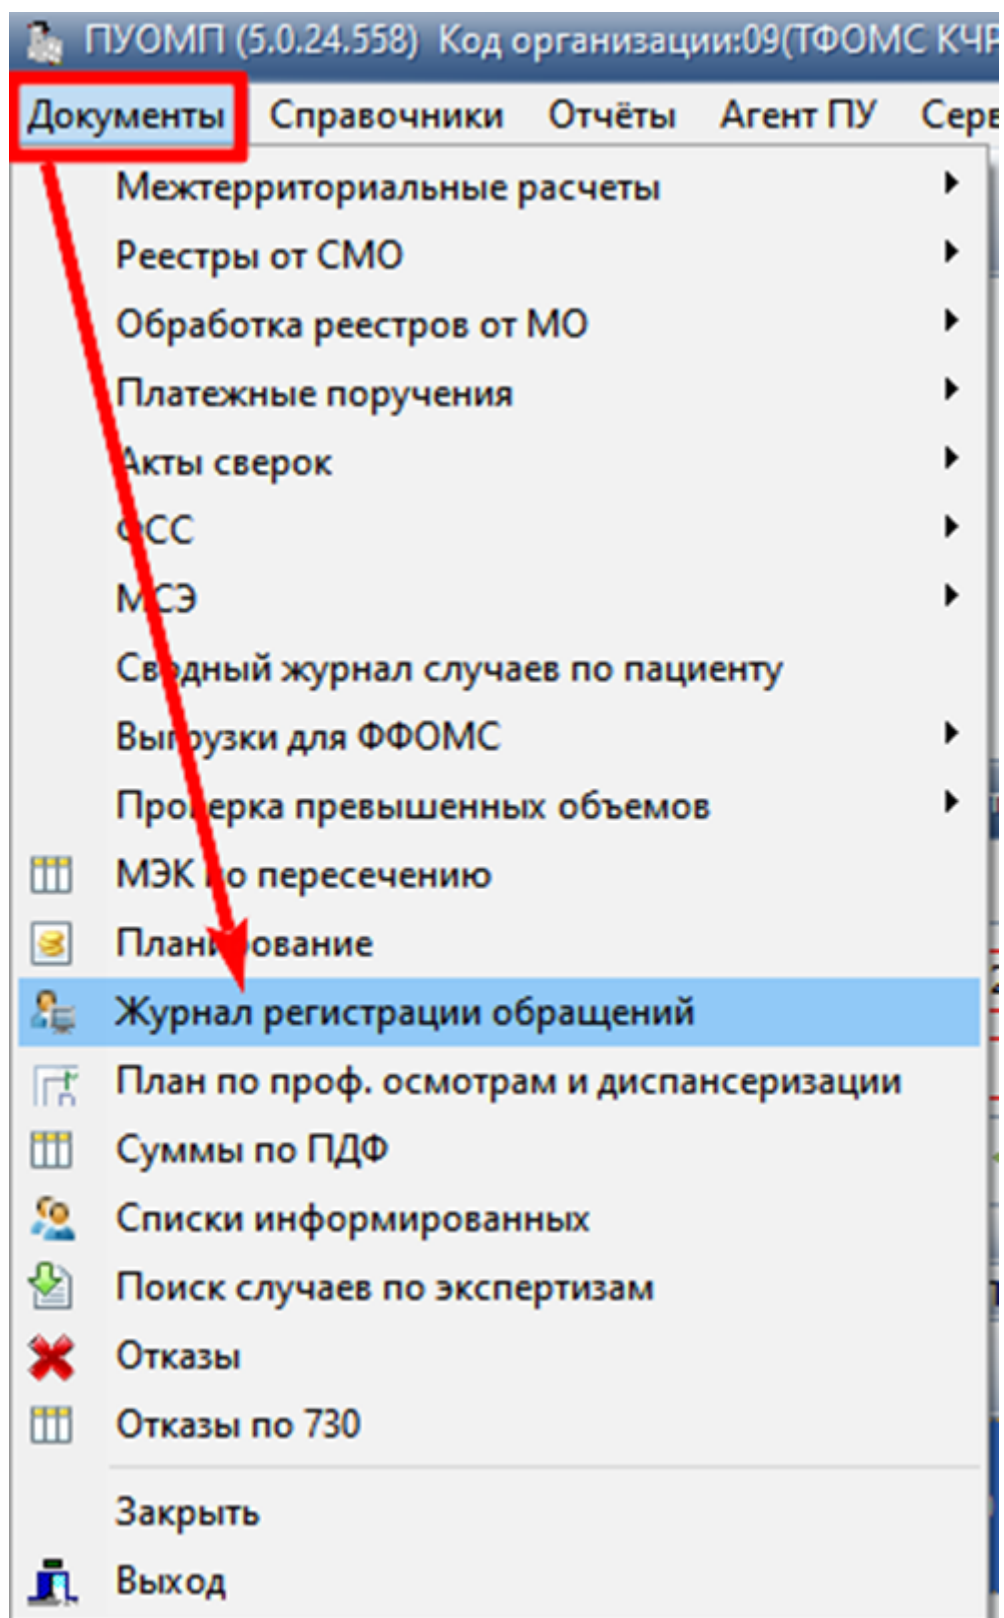 ПУОМП (5.0.24.558) Код организации:09(ТФОМС КЧР
Документы Справочники Отчёты Агент ПУ Серв
Межтерриториальные расчеты
Реестры от СМО
Обработка реестров от МО
Платежные поручения
Акты сверок
ФСС
МСЭ
Сводный журнал случаев по пациенту
Выгрузки для ФФОМС
Проверка превышенных объемов
МЭК по пересечению
Планирование
Журнал регистрации обращений
План по проф. осмотрам и диспансеризации
Суммы по ПДФ
Списки информированных
Поиск случаев по экспертизам
Отказы
Отказы по 730
Закрыть
Выход